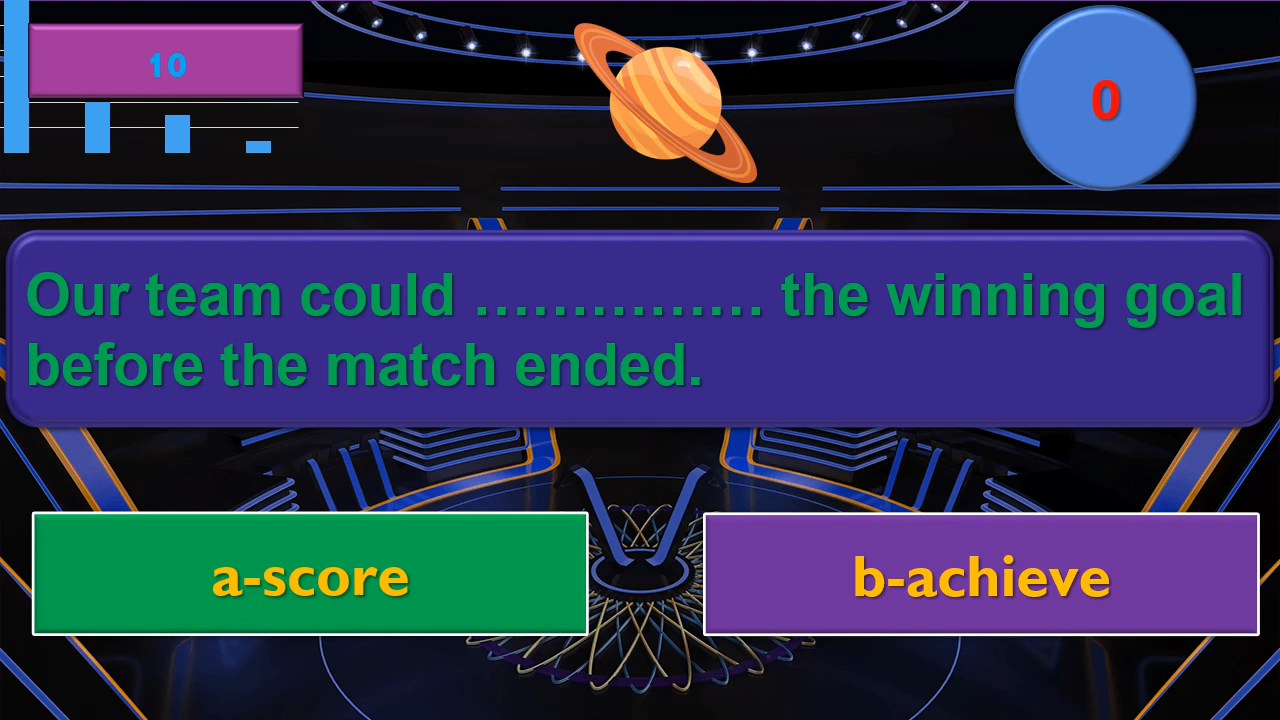 10
0
Our team could …………… the winning goal
before the match ended.
a-score
b-achieve